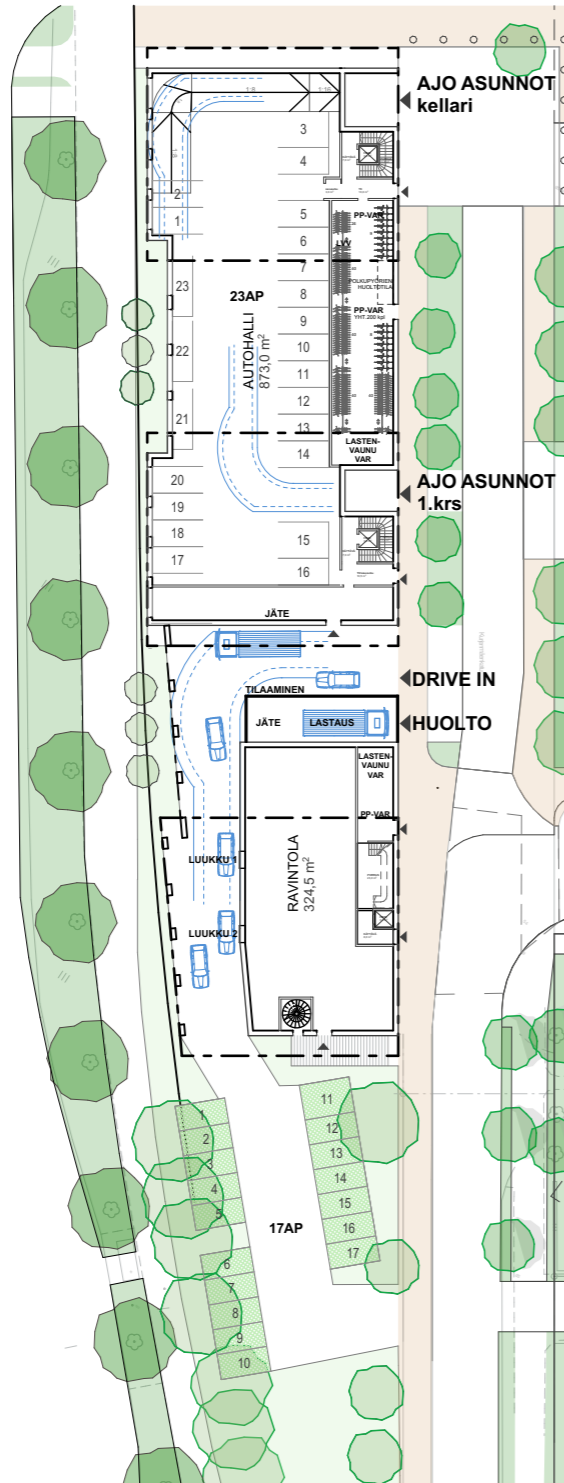 AJO ASUNNOT
kellari
1:8
1:16
3
4
2
1
5
6
7
8
9
10
11
12
13
14
PP-VAR
LVV
POLKUPYÖRIEN
HUOLTOTILA
PP-VAR
YHT.200 kpl
23
22
21
23AP
AUTOHALLI
873,0 m²
LASTEN-
VAUNU
VAR
AJO ASUNNOT
1.krs
20
19
18
17
15
16
JÄTE
DRIVE IN
TILAAMINEN
JÄTE
LASTAUS
HUOLTO
LASTEN-
VAUNU
VAR
PP-VAR
LUUKKU 1
LUUKKU 2
RAVINTOLA
324,5 m²
1
2
3
4
5
6
7
8
9
10
11
12
13
14
15
16
17
17AP